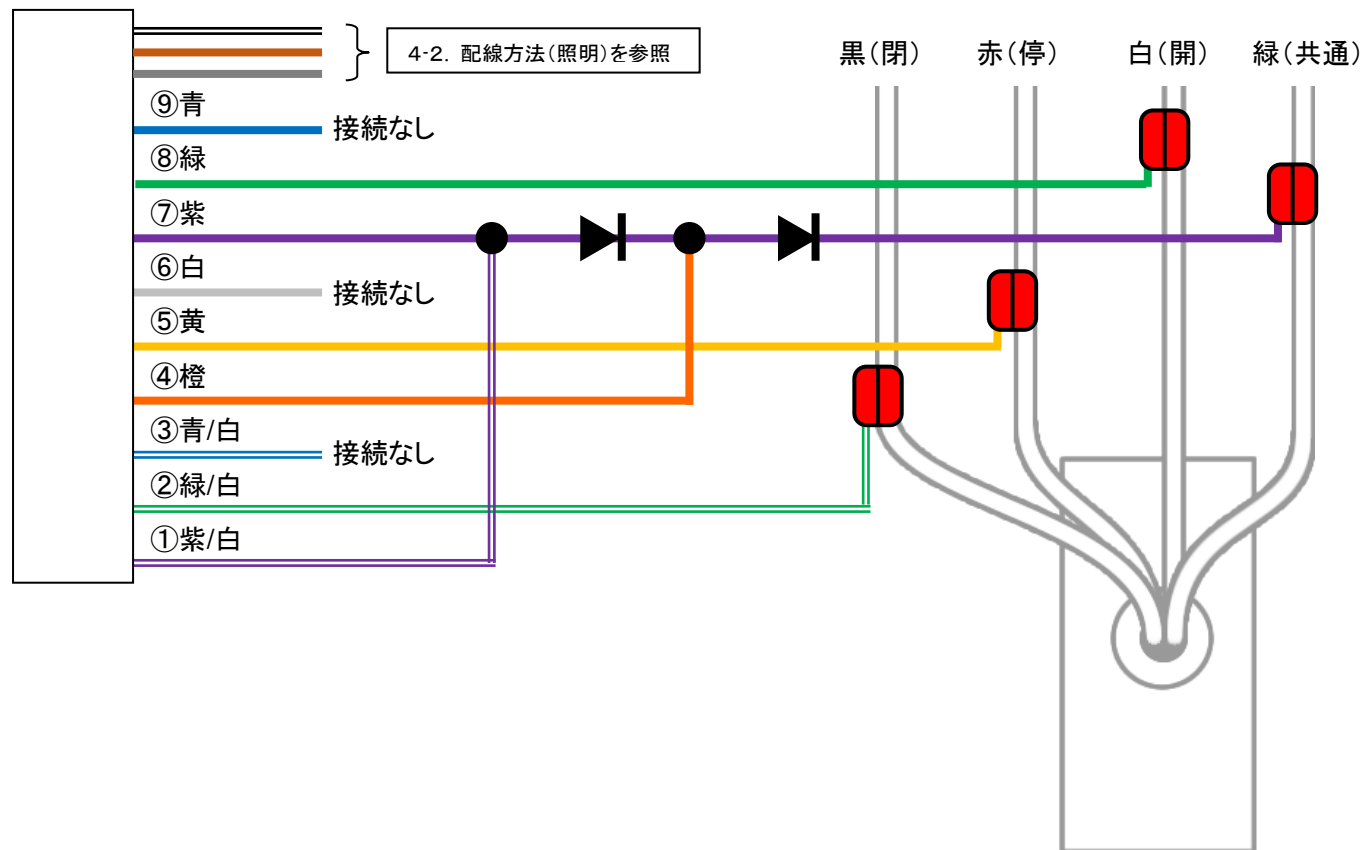 4-2. 配線方法(照明)を参照
黒(閉)
赤(停)
白(開)
緑(共通)
⑨青
接続なし
⑧緑
⑦紫
⑥白
接続なし
⑤黄
④橙
③青/白
接続なし
②緑/白
①紫/白